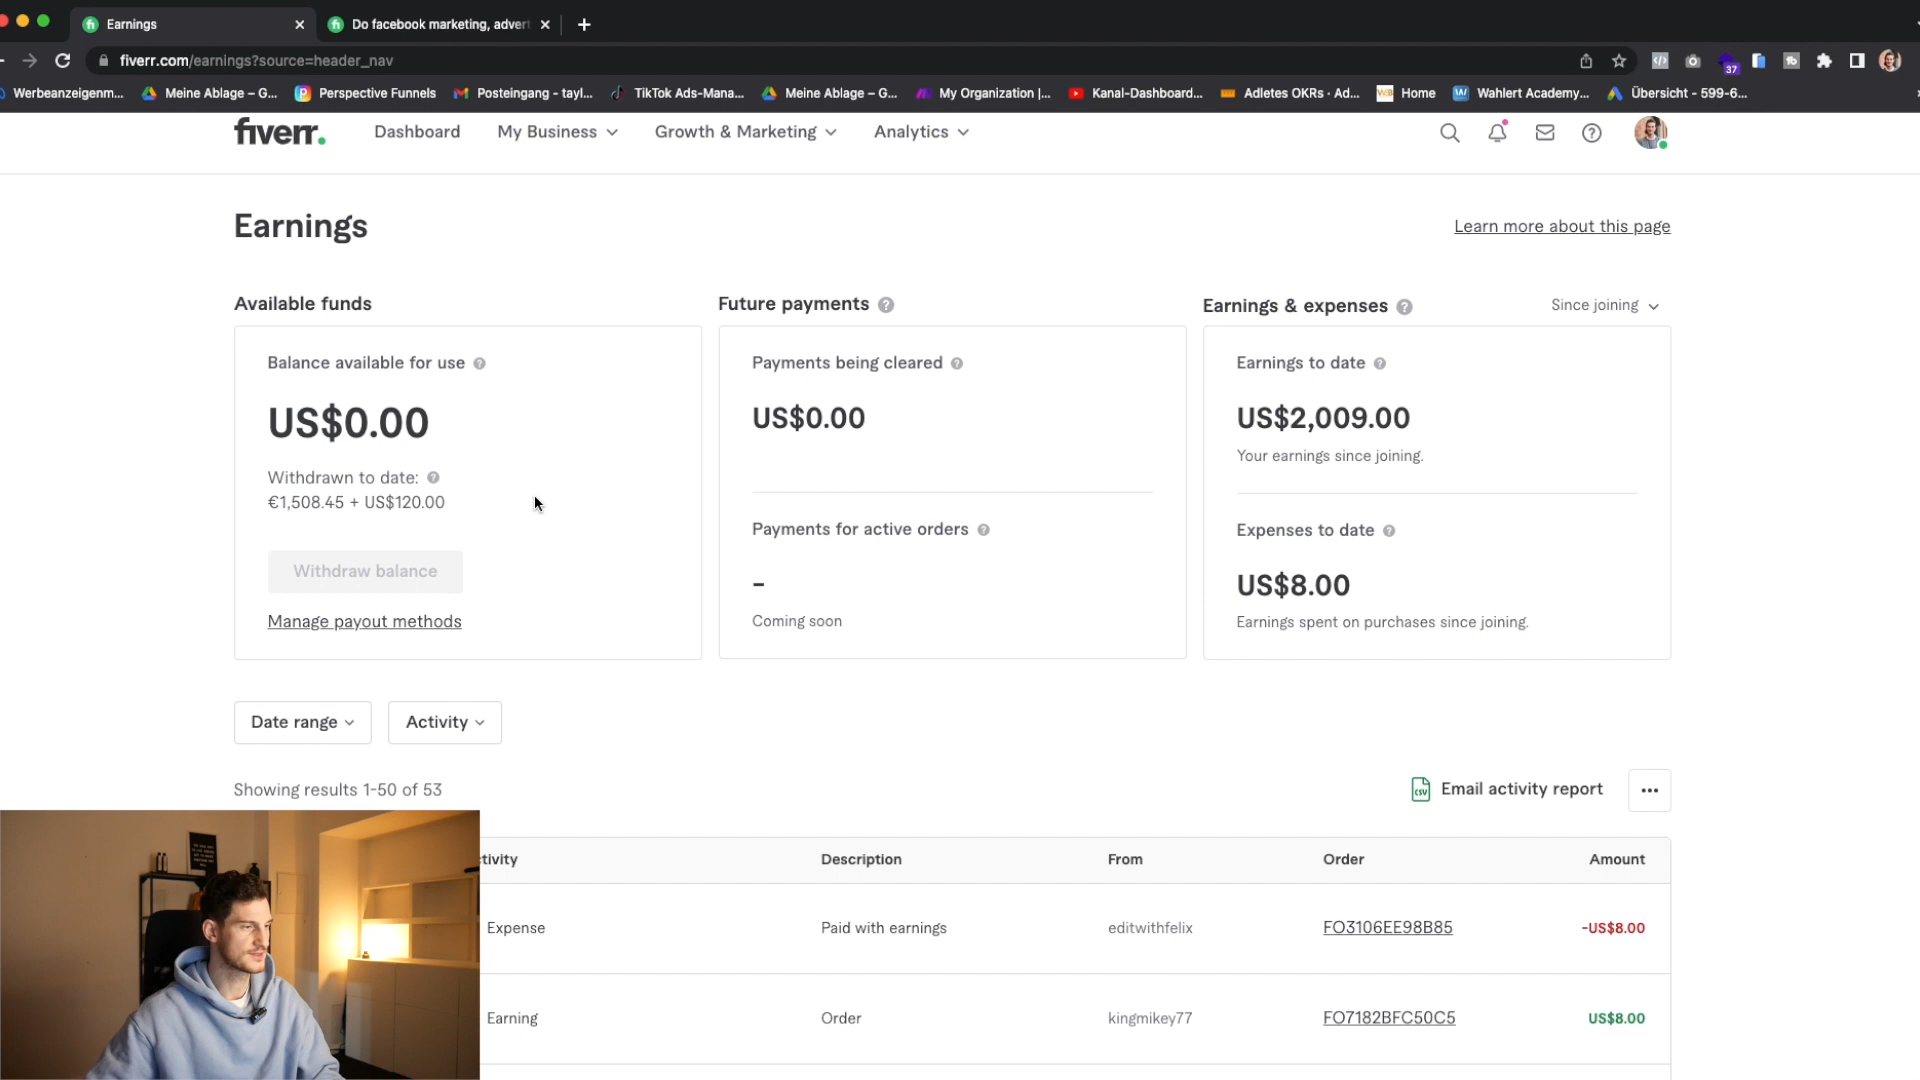 Earnings
Do facebook marketing, adver
fiverr.com/earnings?source=header_nav
37
Werbeanzeigenm...
Meine Ablage – G...
Perspective Funnels
Posteingang - tayl...
TikTok Ads-Mana...
Meine Ablage – G...
My Organization |...
Kanal-Dashboard...
Adletes OKRs · Ad...
Home
Wahlert Academy...
Übersicht - 599-6...
fiverr.
Dashboard
My Business
Growth & Marketing
Analytics
Earnings
Learn more about this page
Available funds
Balance available for use
US$0.00
Withdrawn to date:
€1,508.45 + US$120.00
Withdraw balance
Manage payout methods
Future payments
Payments being cleared
US$0.00
Payments for active orders
-
Coming soon
Earnings & expenses
Since joining
Earnings to date
US$2,009.00
Your earnings since joining.
Expenses to date
US$8.00
Earnings spent on purchases since joining.
Date range
Activity
Showing results 1-50 of 53
csv
Email activity report
ctivity Description From Order Amount
Expense Paid with earnings editwithfelix FO3106EE98B85 -US$8.00
Earning Order kingmikey77 FO7182BFC50C5 US$8.00